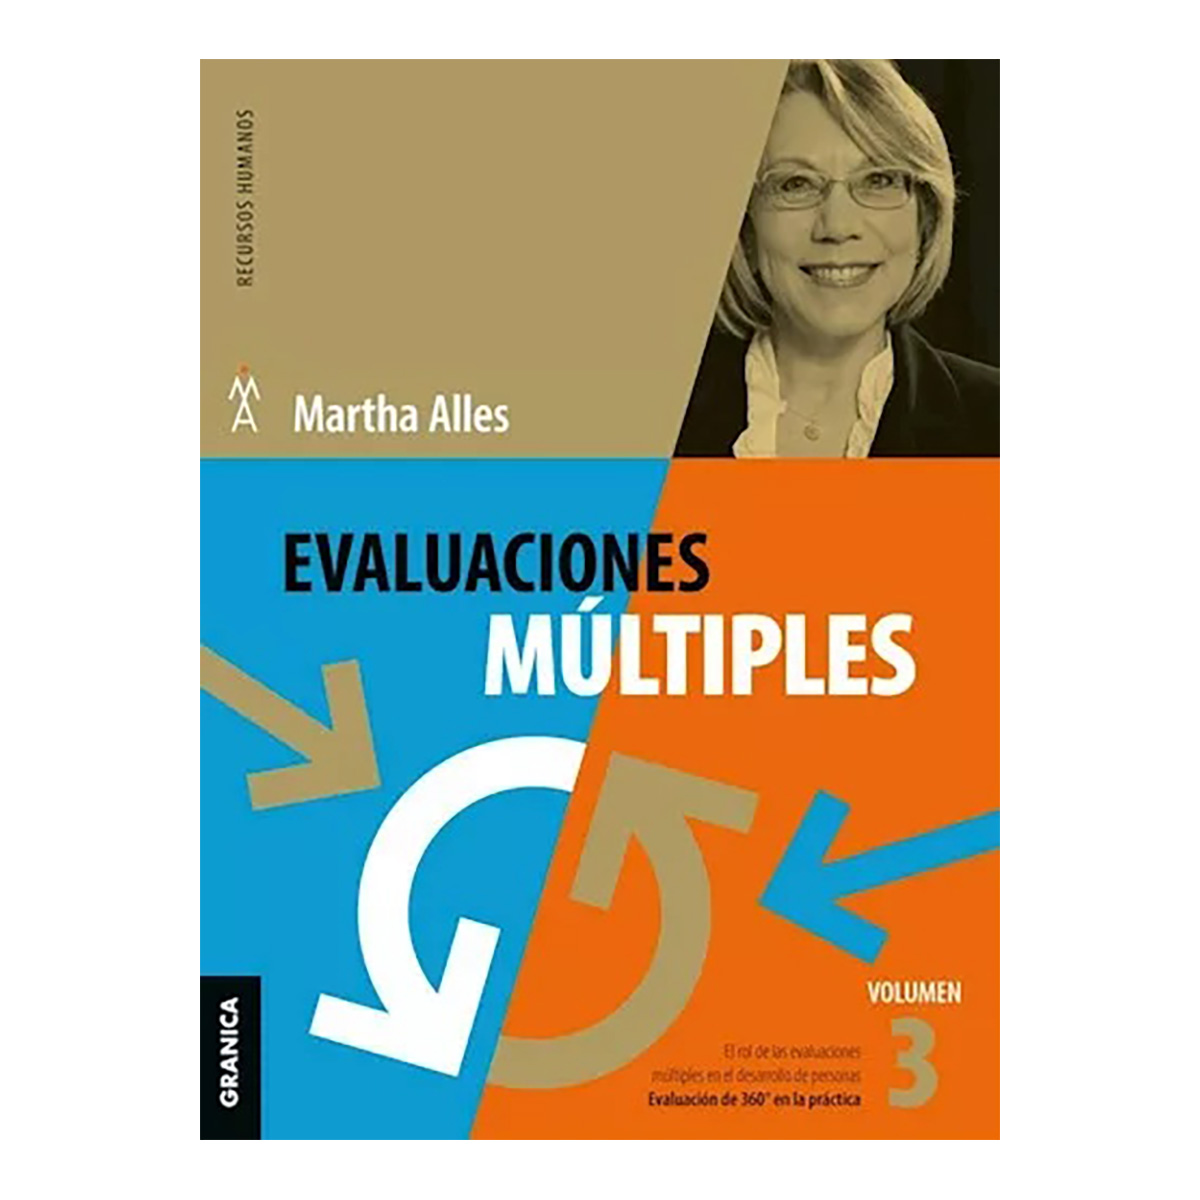 RECURSOS HUMANOS
MA
Martha Alles
EVALUACIONES
MÚLTIPLES
VOLUMEN
3
El rol de las evaluaciones
múltiples en el desarrollo de personas
Evaluación de 360° en la práctica
GRANICA